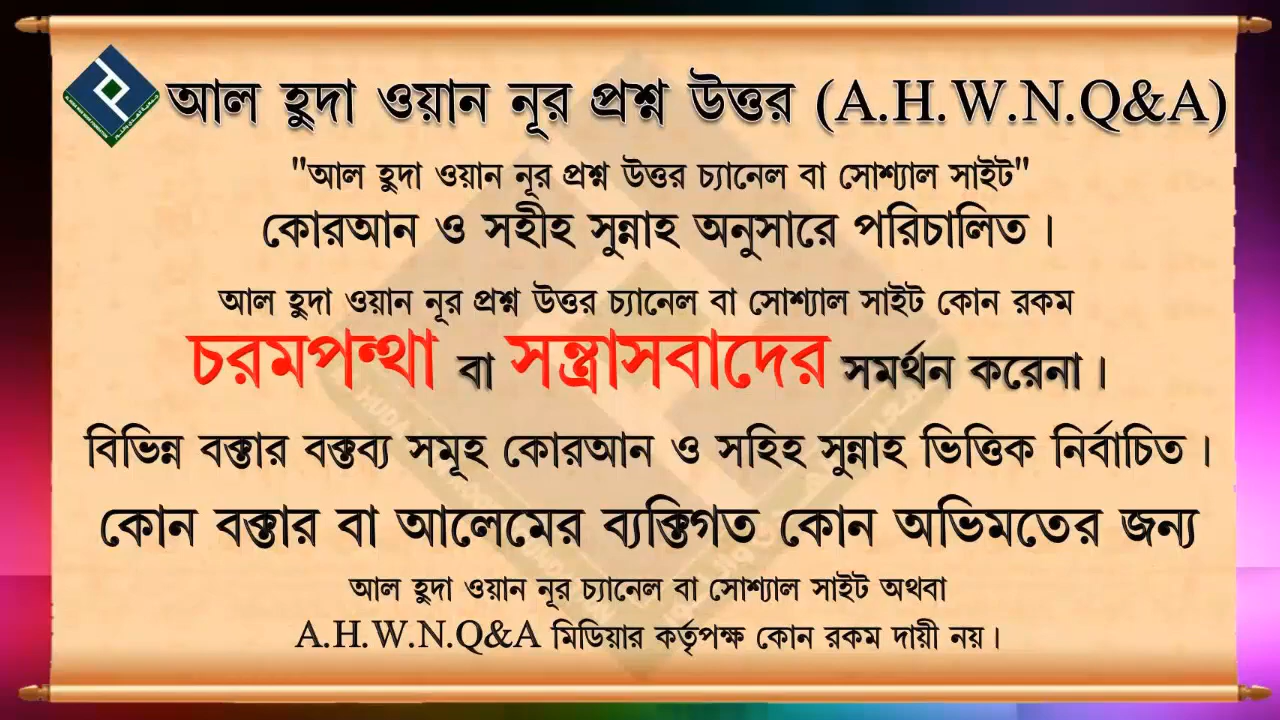 আল হুদা ওয়ান নূর প্রশ্ন উত্তর (A.H.W.N.Q&A)
"আল হুদা ওয়ান নূর প্রশ্ন উত্তর চ্যানেল বা সোশ্যাল সাইট"
কোরআন ও সহীহ সুন্নাহ অনুসারে পরিচালিত।
আল হুদা ওয়ান নূর প্রশ্ন উত্তর চ্যানেল বা সোশ্যাল সাইট কোন রকম
চরমপন্থা বা সন্ত্রাসবাদের সমর্থন করেনা।
বিভিন্ন বক্তার বক্তব্য সমূহ কোরআন ও সহিহ সুন্নাহ ভিত্তিক নির্বাচিত।
কোন বক্তার বা আলেমের ব্যক্তিগত কোন অভিমতের জন্য
আল হুদা ওয়ান নূর চ্যানেল বা সোশ্যাল সাইট অথবা
A.H.W.N.Q&A মিডিয়ার কর্তৃপক্ষ কোন রকম দায়ী নয়।